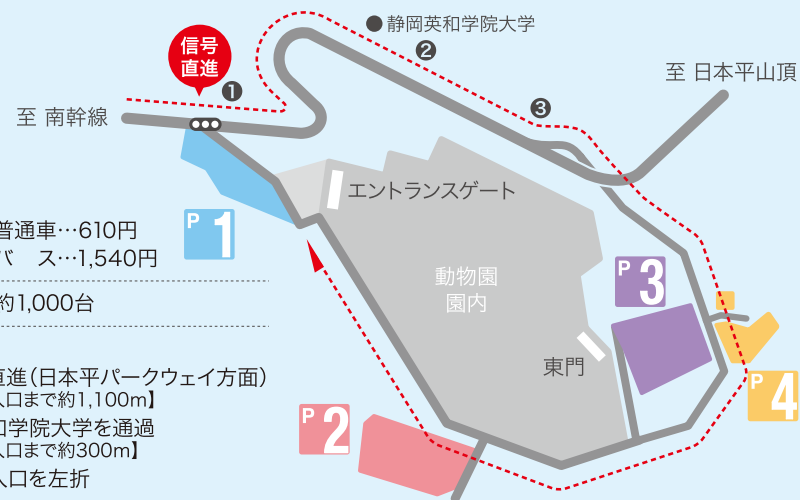 静岡英和学院大学
信号
直進
1
2
3
至 日本平山頂
至 南幹線
エントランスゲート
普通車…610円
バ ス…1,540円
P 1
動物園
園内
P 3
約1,000台
東門
直進(日本平パークウェイ方面)
入口まで約1,100m】
P 4
P 2
和学院大学を通過
入口まで約300m】
入口を左折